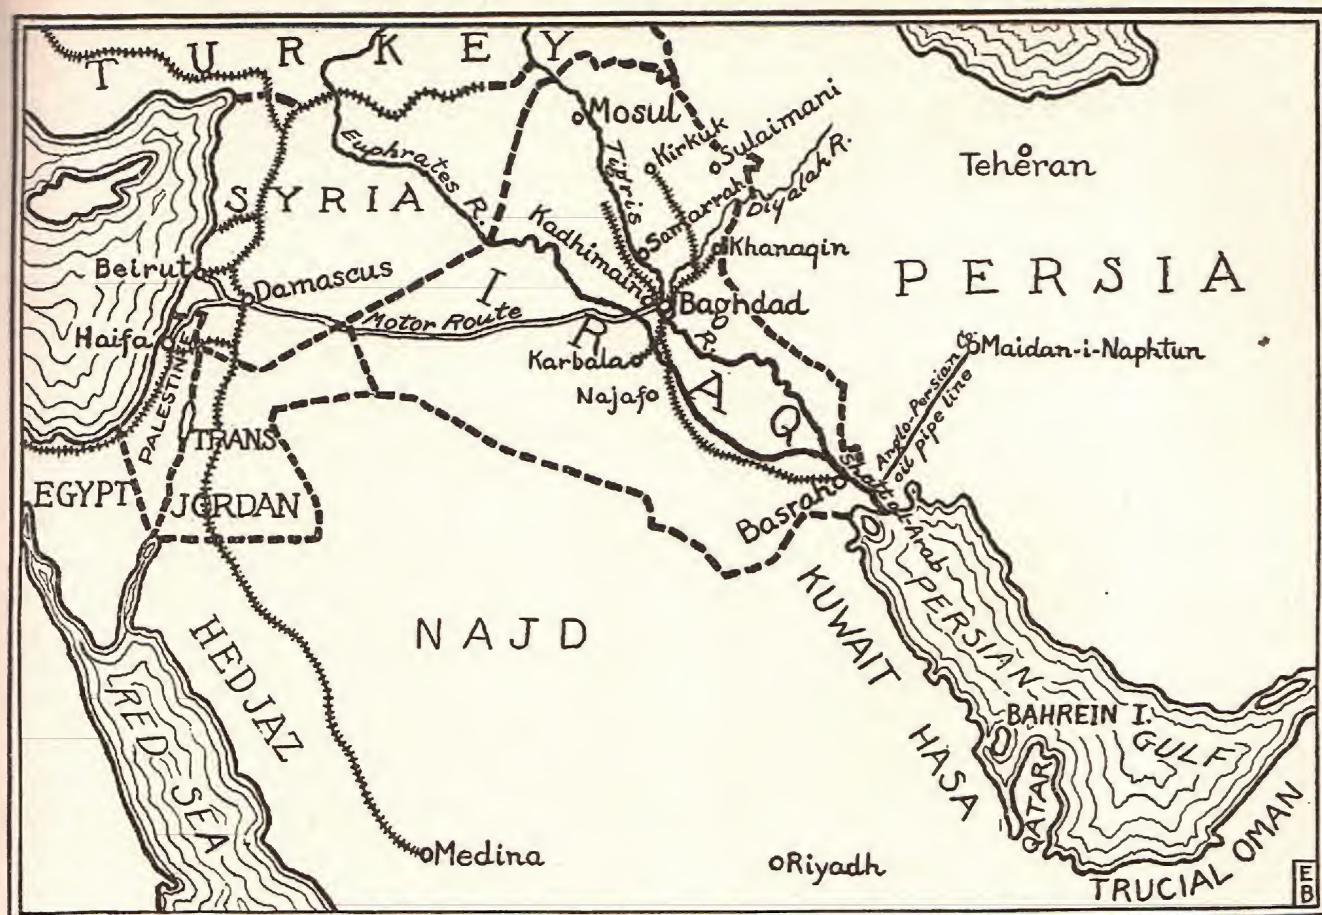 TURKEY
Mosul
Kirkuk
Sulaimani
Tigris
Euphrates R.
Samarrah
Diyalah R.
Teheran
SYRIA
Kadhimain
Khanaqin
Beirut
Damascus
IRAQ
Baghdad
PERSIA
Motor Route
R.
Haifa
Karbala
Maidan-i-Naphtun
Anglo-Persian Co.
oil pipe line
Najaf
PALESTINE
TRANS
JORDAN
EGYPT
Basrah
Shatt al-Arab
KUWAIT
PERSIAN
GULF
NAJD
HEDJAZ
RED SEA
BAHREIN I.
HASA
QATAR
Medina
Riyadh
TRUCIAL OMAN
E
B